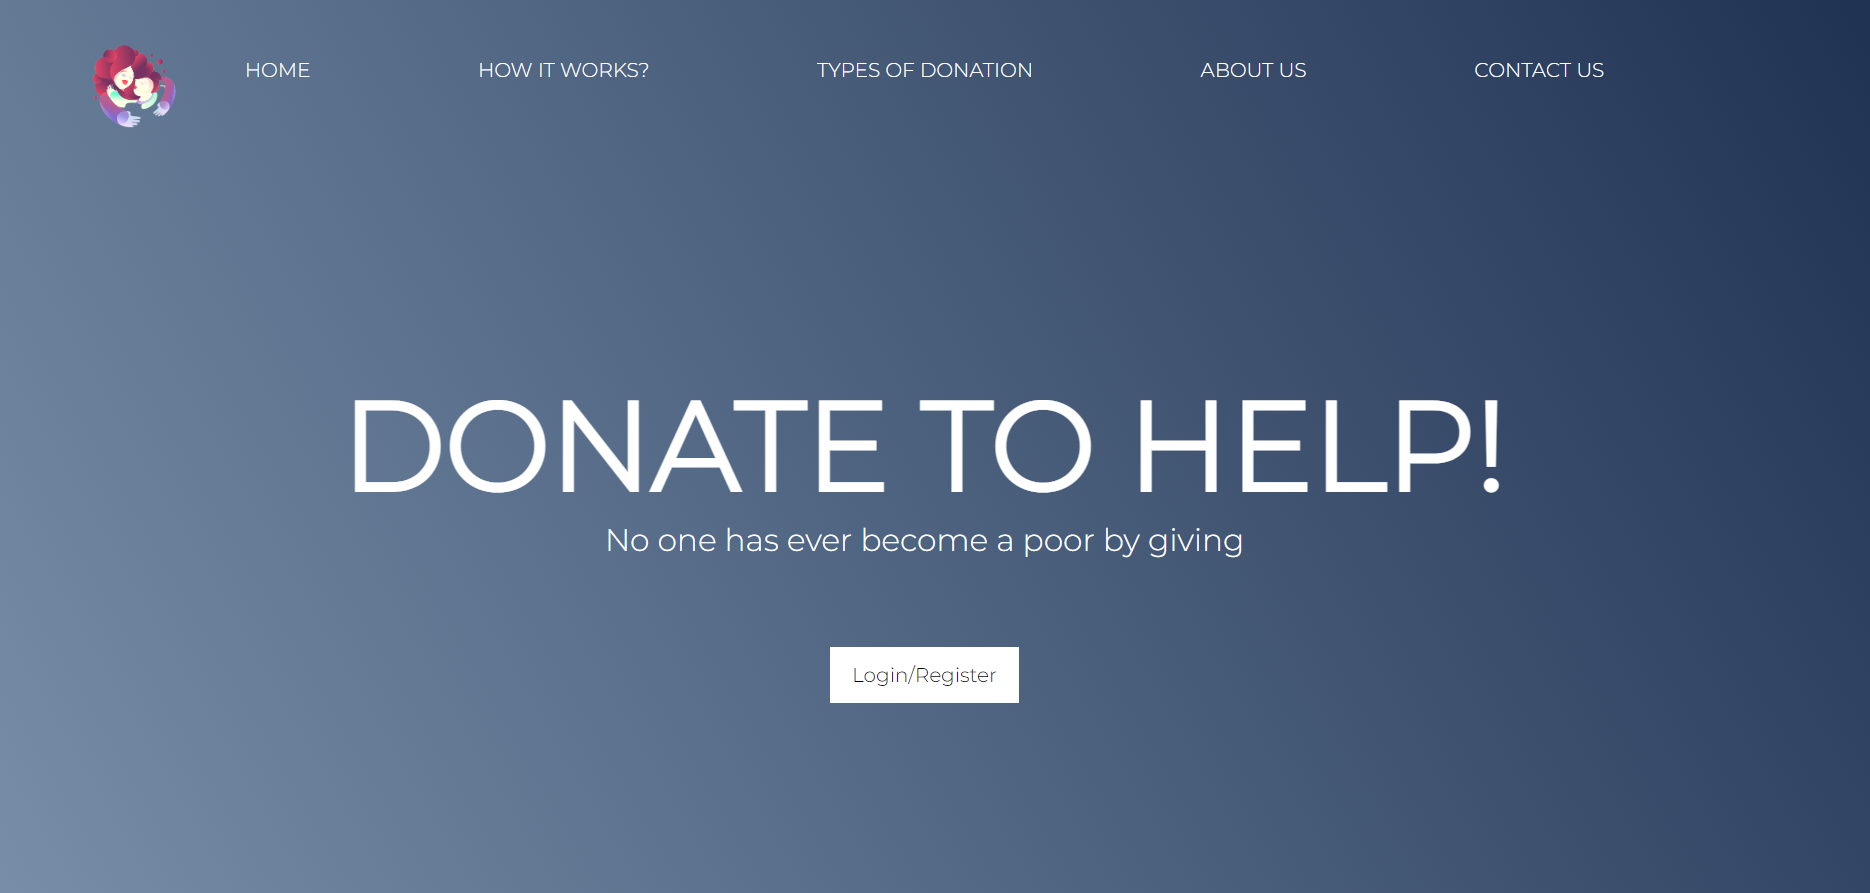 HOME HOW IT WORKS? TYPES OF DONATION ABOUT US CONTACT US
DONATE TO HELP!
No one has ever become a poor by giving
Login/Register